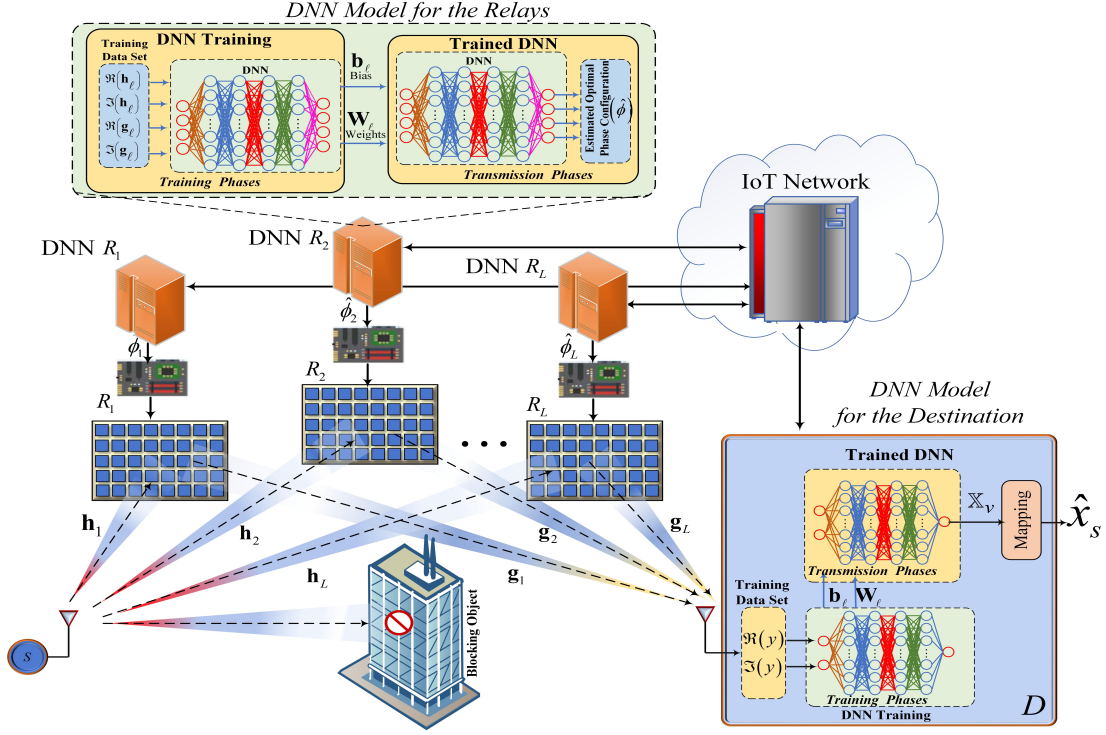 DNN Model for the Relays
Training
Data Set
DNN Training
Trained DNN
DNN
DNN
ℜ(h_ℓ)
ℑ(h_ℓ)
ℜ(g_ℓ)
ℑ(g_ℓ)
b_ℓ
Bias
W_ℓ
Weights
Estimated Optimal
Phase Configuration
(φ̂)
Training Phases
Transmission Phases
IoT Network
DNN R_1
DNN R_2
DNN R_L
ϕ̂_1
ϕ̂_2
ϕ̂_L
R_1
R_2
R_L
...
h_1
h_2
h_L
g_1
g_2
g_L
Blocking Object
S
DNN Model
for the Destination
Trained DNN
Transmission Phases
𝕏_v
Mapping
x̂_s
b_ℓ
W_ℓ
Training
Data Set
ℜ(y)
ℑ(y)
Training Phases
DNN Training
D